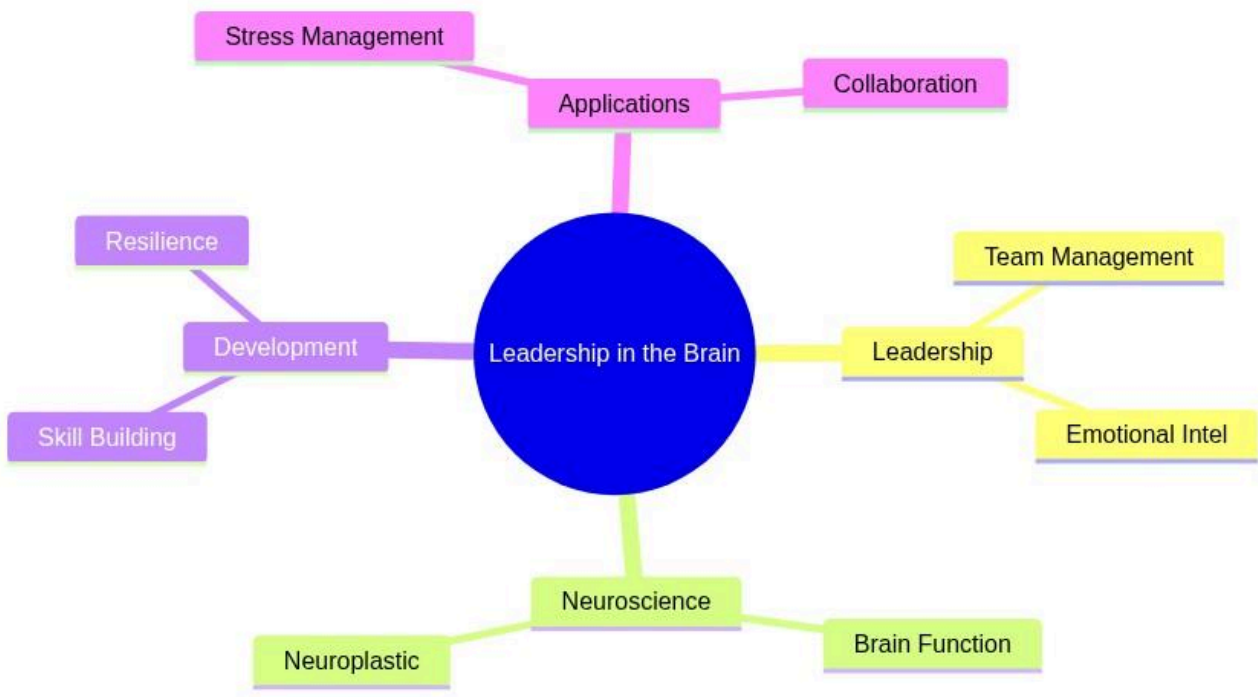 Stress Management
Applications
Collaboration
Resilience
Development
Skill Building
Leadership in the Brain
Team Management
Leadership
Emotional Intel
Neuroscience
Neuroplastic
Brain Function